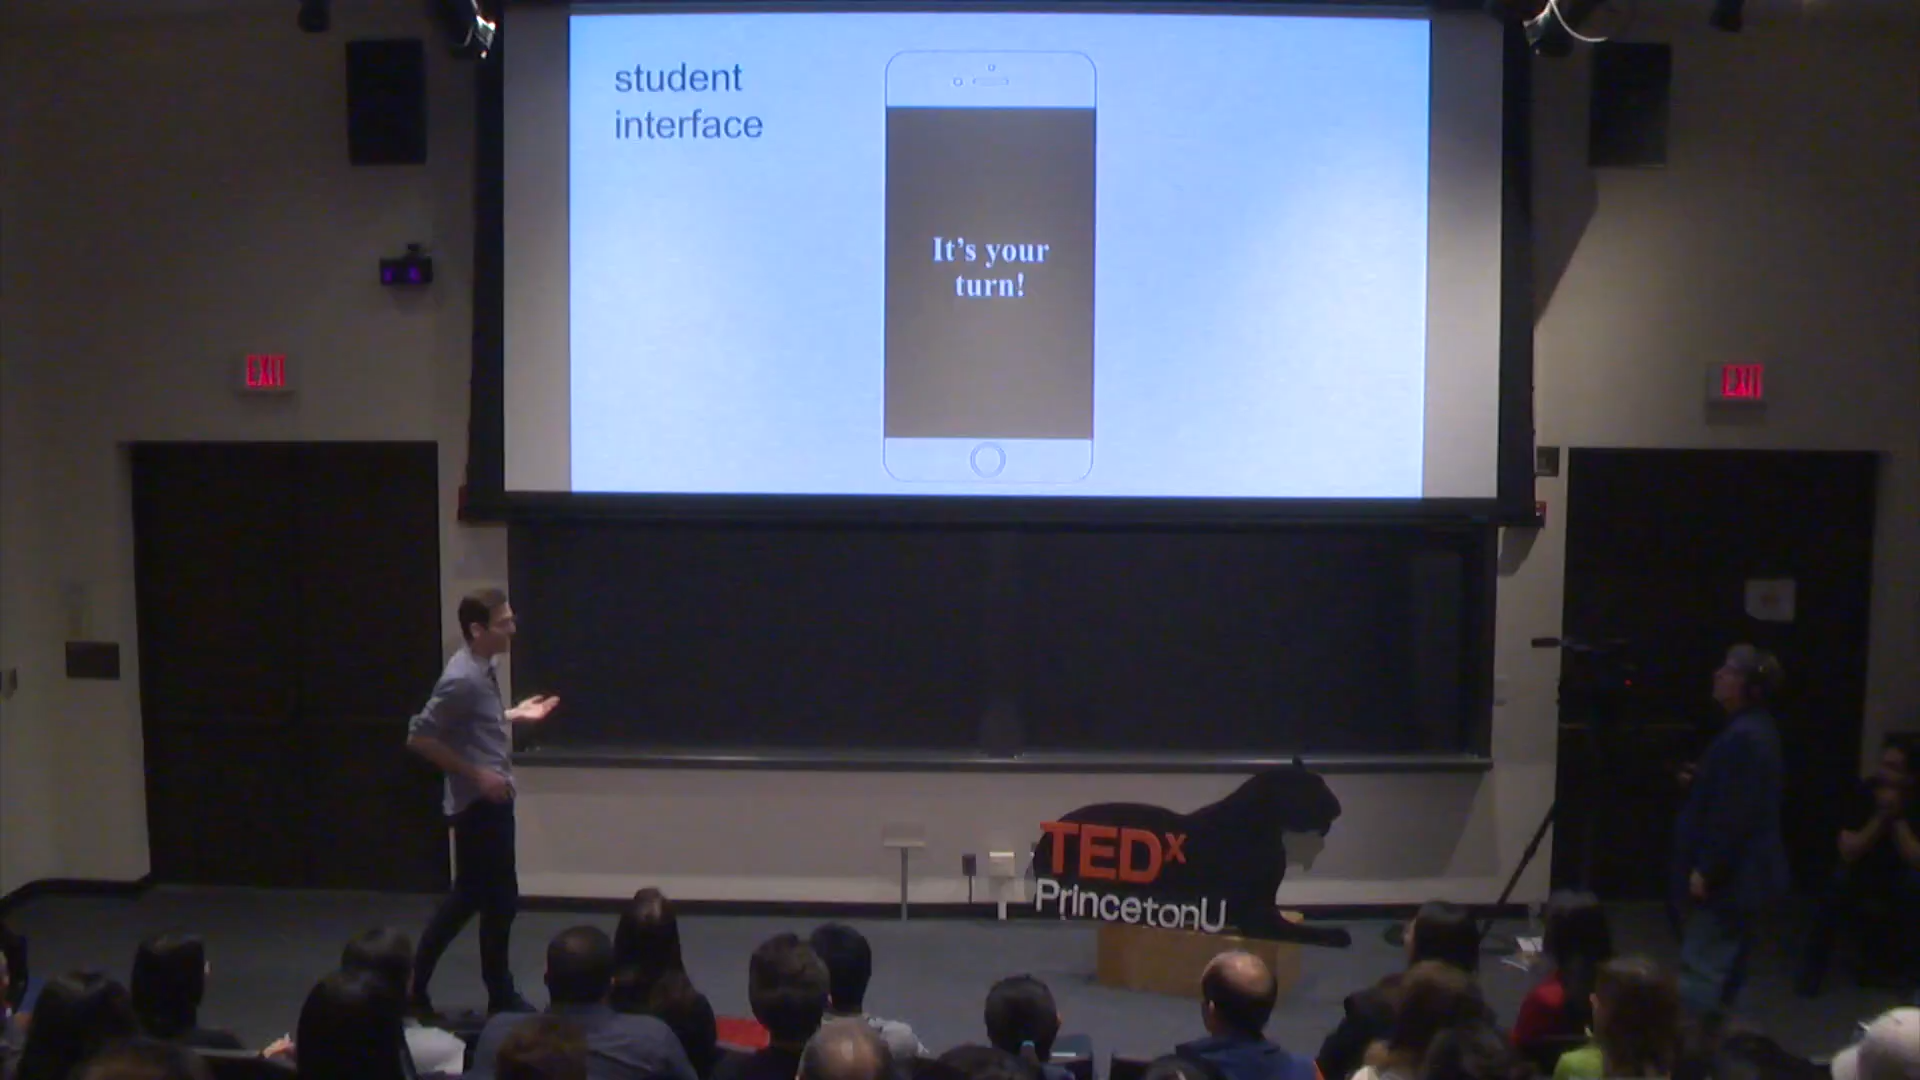 student
interface
It's your
turn!
EXIT
EXIT
TEDx
PrincetonU